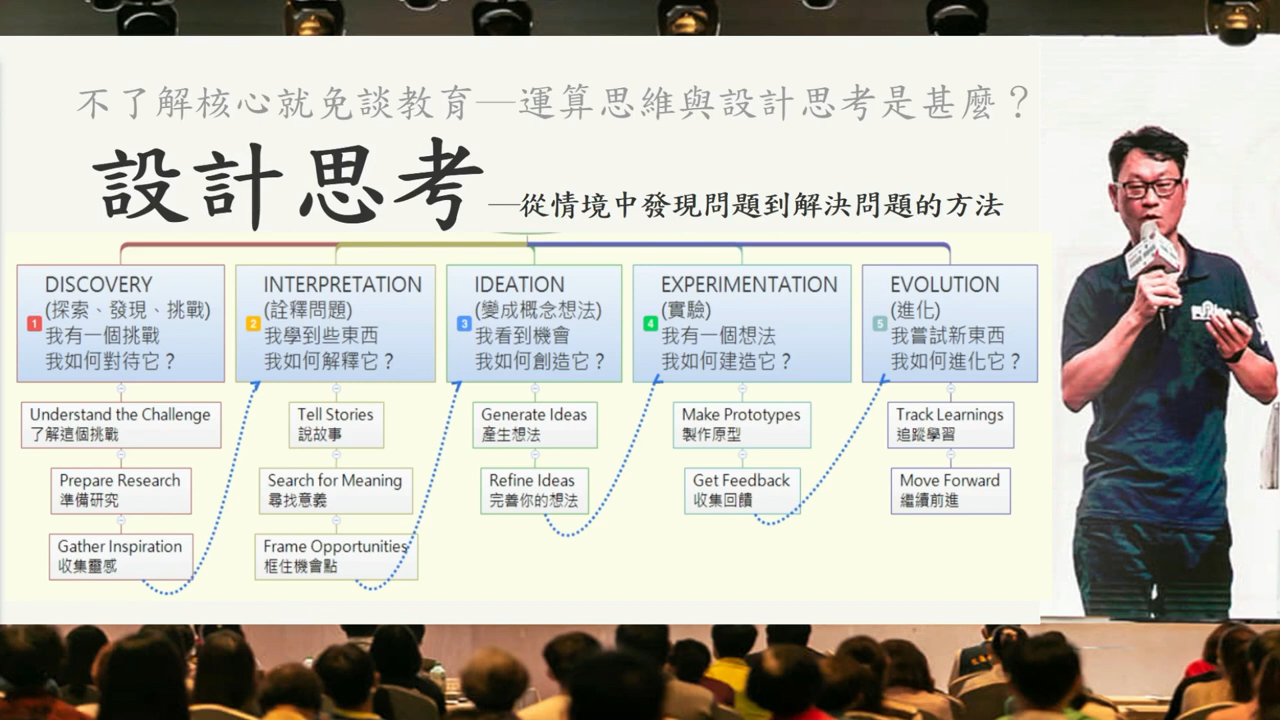 不了解核心就免談教育—運算思維與設計思考是甚麼？
設計思考—從情境中發現問題到解決問題的方法
1
DISCOVERY
(探索、發現、挑戰)
我有一個挑戰
我如何對待它？
Understand the Challenge
了解這個挑戰
Prepare Research
準備研究
Gather Inspiration
收集靈感
2
INTERPRETATION
(詮釋問題)
我學到些東西
我如何解釋它？
Tell Stories
說故事
Search for Meaning
尋找意義
Frame Opportunities
框住機會點
3
IDEATION
(變成概念想法)
我看到機會
我如何創造它？
Generate Ideas
產生想法
Refine Ideas
完善你的想法
4
EXPERIMENTATION
(實驗)
我有一個想法
我如何建造它？
Make Prototypes
製作原型
Get Feedback
收集回饋
5
EVOLUTION
(進化)
我嘗試新東西
我如何進化它？
Track Learnings
追蹤學習
Move Forward
繼續前進